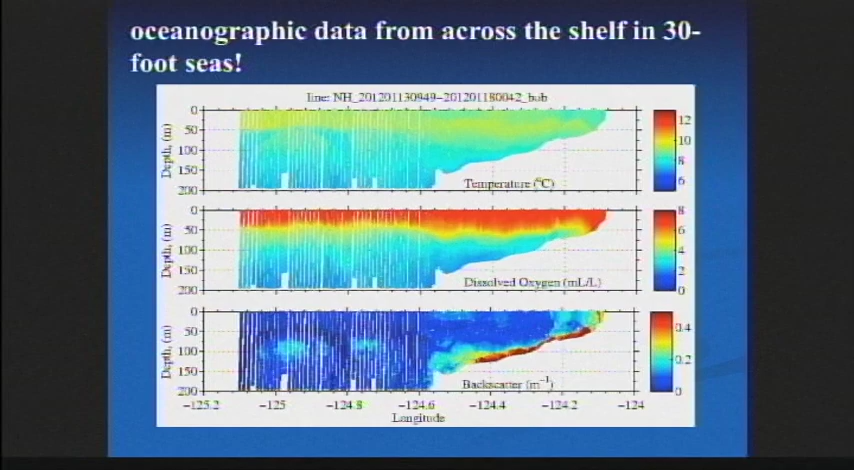 oceanographic data from across the shelf in 30-
foot seas!
line: NH_201201130949-201201180042_bob
0
50
100
150
200
Depth, (m)
Temperature (°C)
12
10
8
6
0
50
100
150
200
Depth, (m)
Dissolved Oxygen (mL/L)
8
6
4
2
0
0
50
100
150
200
Depth, (m)
Backscatter (m⁻¹)
0.4
0.2
0
-125.2 -125 -124.8 -124.6 -124.4 -124.2 -124
Longitude